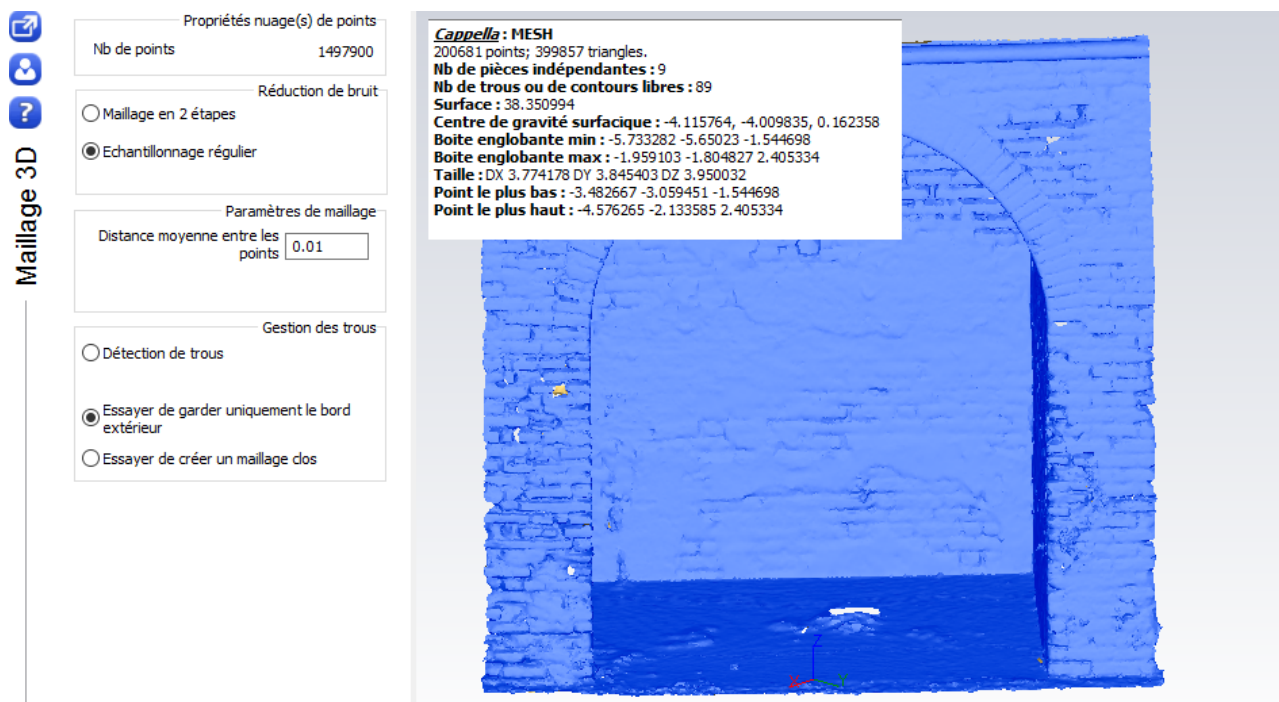 Maillage 3D
Propriétés nuage(s) de points
Nb de points 1497900
Réduction de bruit
Maillage en 2 étapes
Echantillonnage régulier
Paramètres de maillage
Distance moyenne entre les
points 0.01
Gestion des trous
Détection de trous
Essayer de garder uniquement le bord
extérieur
Essayer de créer un maillage clos
Cappella : MESH
200681 points; 399857 triangles.
Nb de pièces indépendantes : 9
Nb de trous ou de contours libres : 89
Surface : 38.350994
Centre de gravité surfacique : -4.115764, -4.009835, 0.162358
Boite englobante min : -5.733282 -5.65023 -1.544698
Boite englobante max : -1.959103 -1.804827 2.405334
Taille : DX 3.774178 DY 3.845403 DZ 3.950032
Point le plus bas : -3.482667 -3.059451 -1.544698
Point le plus haut : -4.576265 -2.133585 2.405334
Z
X
Y